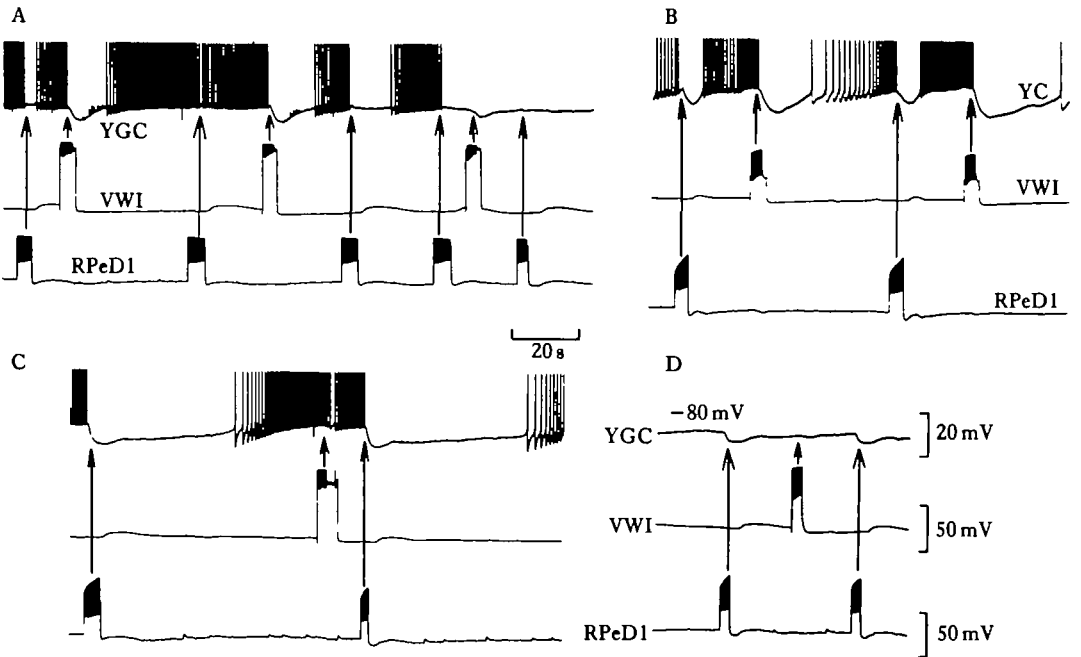 A
YGC
VWI
RPeD1
B
YC
VWI
RPeD1
20 s
C
D
−80 mV
YGC
20 mV
VWI
50 mV
RPeD1
50 mV